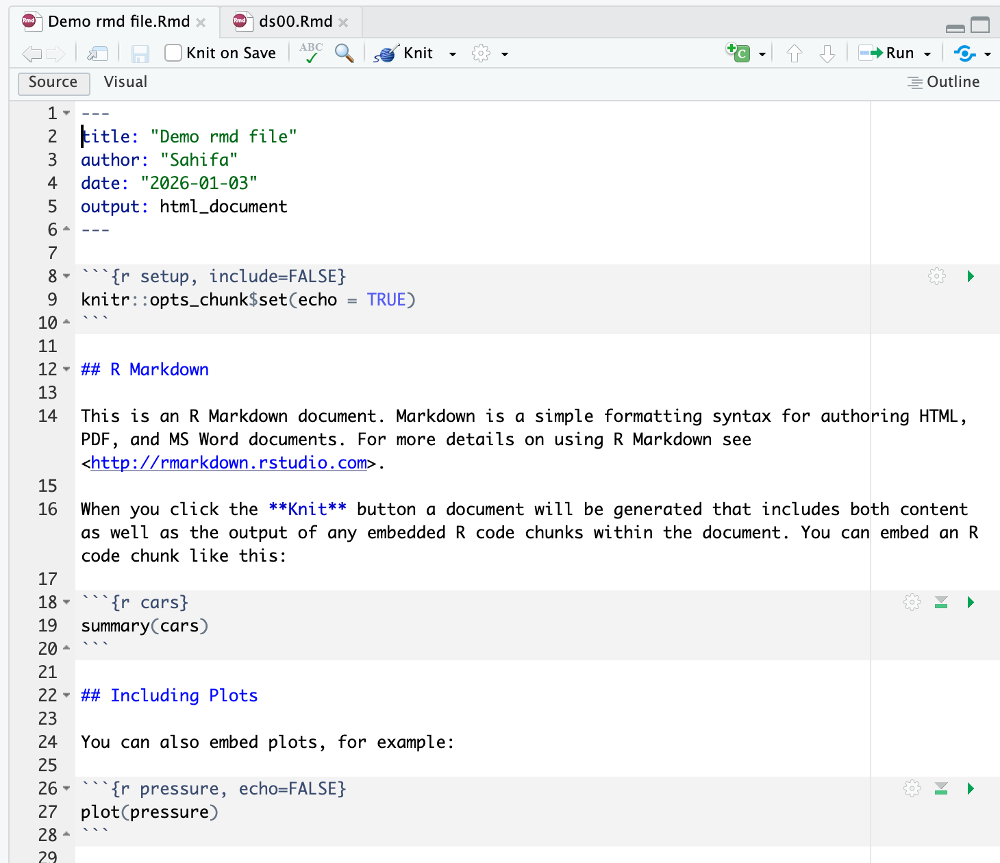 Demo rmd file.Rmd ds00.Rmd
Knit on Save ABC Knit Run
Source Visual Outline
1 ---
2 title: "Demo rmd file"
3 author: "Sahifa"
4 date: "2026-01-03"
5 output: html_document
6 ---
7
8 ```{r setup, include=FALSE}
9 knitr::opts_chunk$set(echo = TRUE)
10 ```
11
12 ## R Markdown
13
14 This is an R Markdown document. Markdown is a simple formatting syntax for authoring HTML,
PDF, and MS Word documents. For more details on using R Markdown see
<http://rmarkdown.rstudio.com>.
15
16 When you click the **Knit** button a document will be generated that includes both content
as well as the output of any embedded R code chunks within the document. You can embed an R
code chunk like this:
17
18 ```{r cars}
19 summary(cars)
20 ```
21
22 ## Including Plots
23
24 You can also embed plots, for example:
25
26 ```{r pressure, echo=FALSE}
27 plot(pressure)
28 ```
29